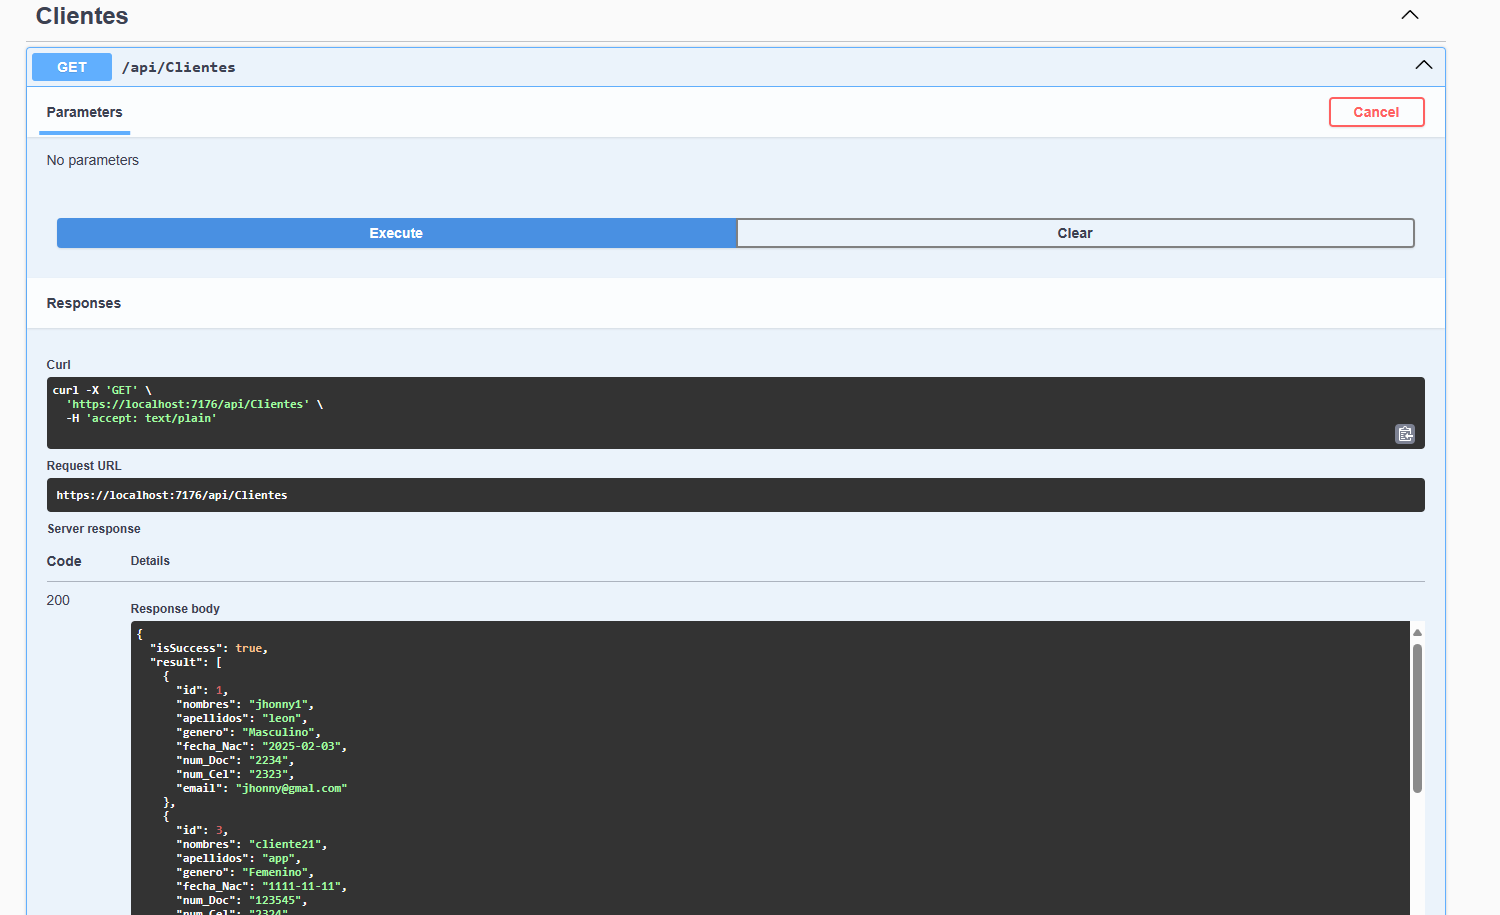 Clientes
GET /api/Clientes
Parameters
Cancel
No parameters
Execute
Clear
Responses
Curl
curl -X 'GET' \
  'https://localhost:7176/api/Clientes' \
  -H 'accept: text/plain'
Request URL
https://localhost:7176/api/Clientes
Server response
Code Details
200
Response body
{
  "isSuccess": true,
  "result": [
    {
      "id": 1,
      "nombres": "jhonny1",
      "apellidos": "leon",
      "genero": "Masculino",
      "fecha_Nac": "2025-02-03",
      "num_Doc": "2234",
      "num_Cel": "2323",
      "email": "jhonny@gmal.com"
    },
    {
      "id": 3,
      "nombres": "cliente21",
      "apellidos": "app",
      "genero": "Femenino",
      "fecha_Nac": "1111-11-11",
      "num_Doc": "123545",
      "num_Cel": "2324"